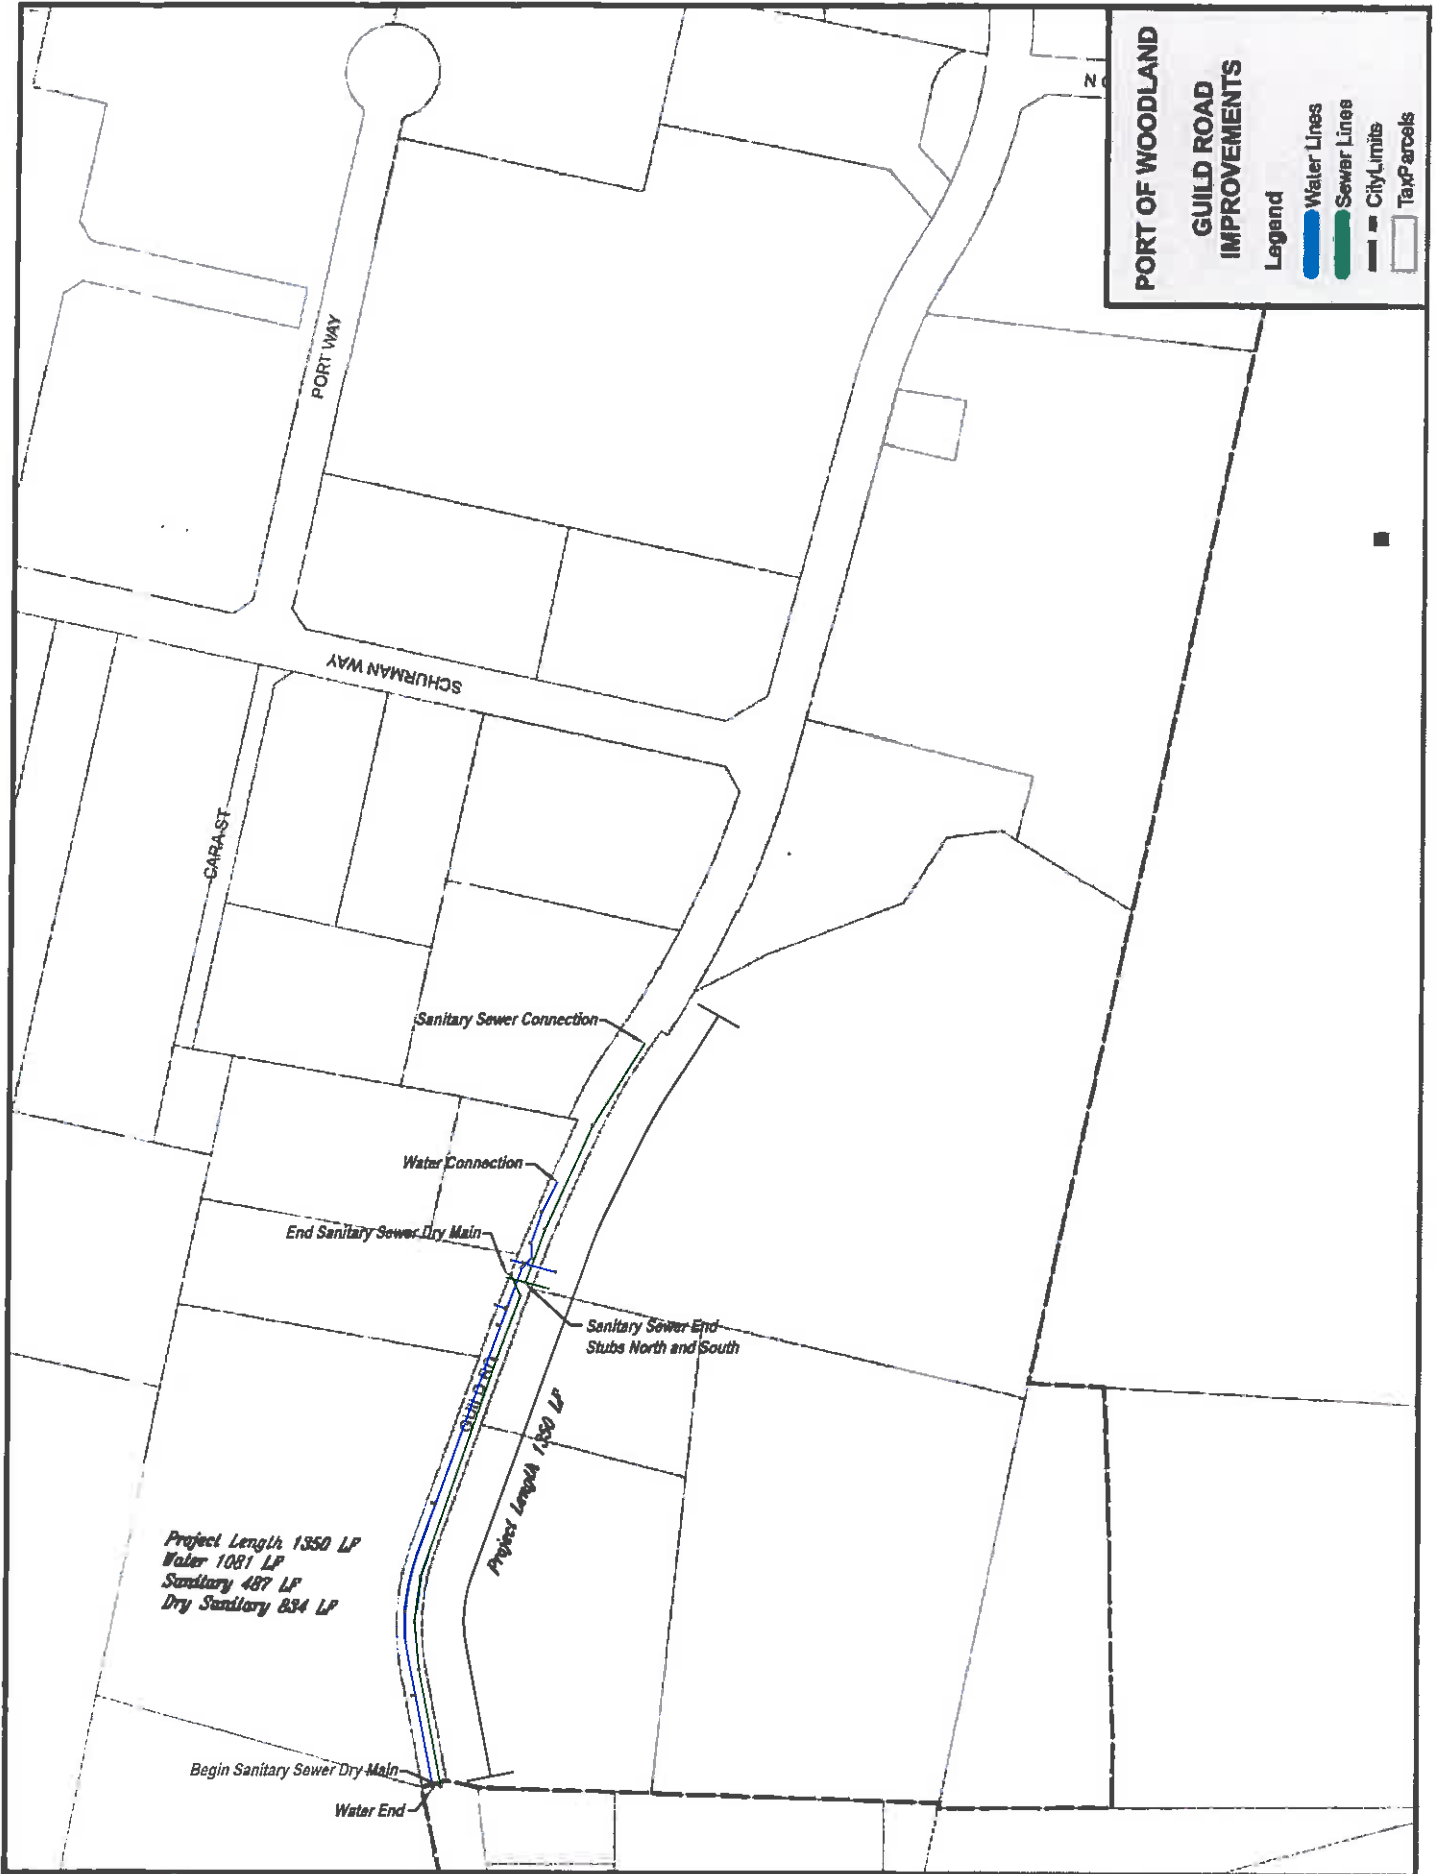 PORT OF WOODLAND
GUILD ROAD
IMPROVEMENTS
Legend
Water Lines
Sewer Lines
CityLimits
TaxParcels
PORT WAY
SCHURMAN WAY
CARA ST
Sanitary Sewer Connection
Water Connection
End Sanitary Sewer Dry Main
Sanitary Sewer End
Stubs North and South
GUILD RD
Project Length 1350 LF
Project Length 1350 LF
Water 1081 LF
Sanitary 487 LF
Dry Sanitary 834 LF
Begin Sanitary Sewer Dry Main
Water End